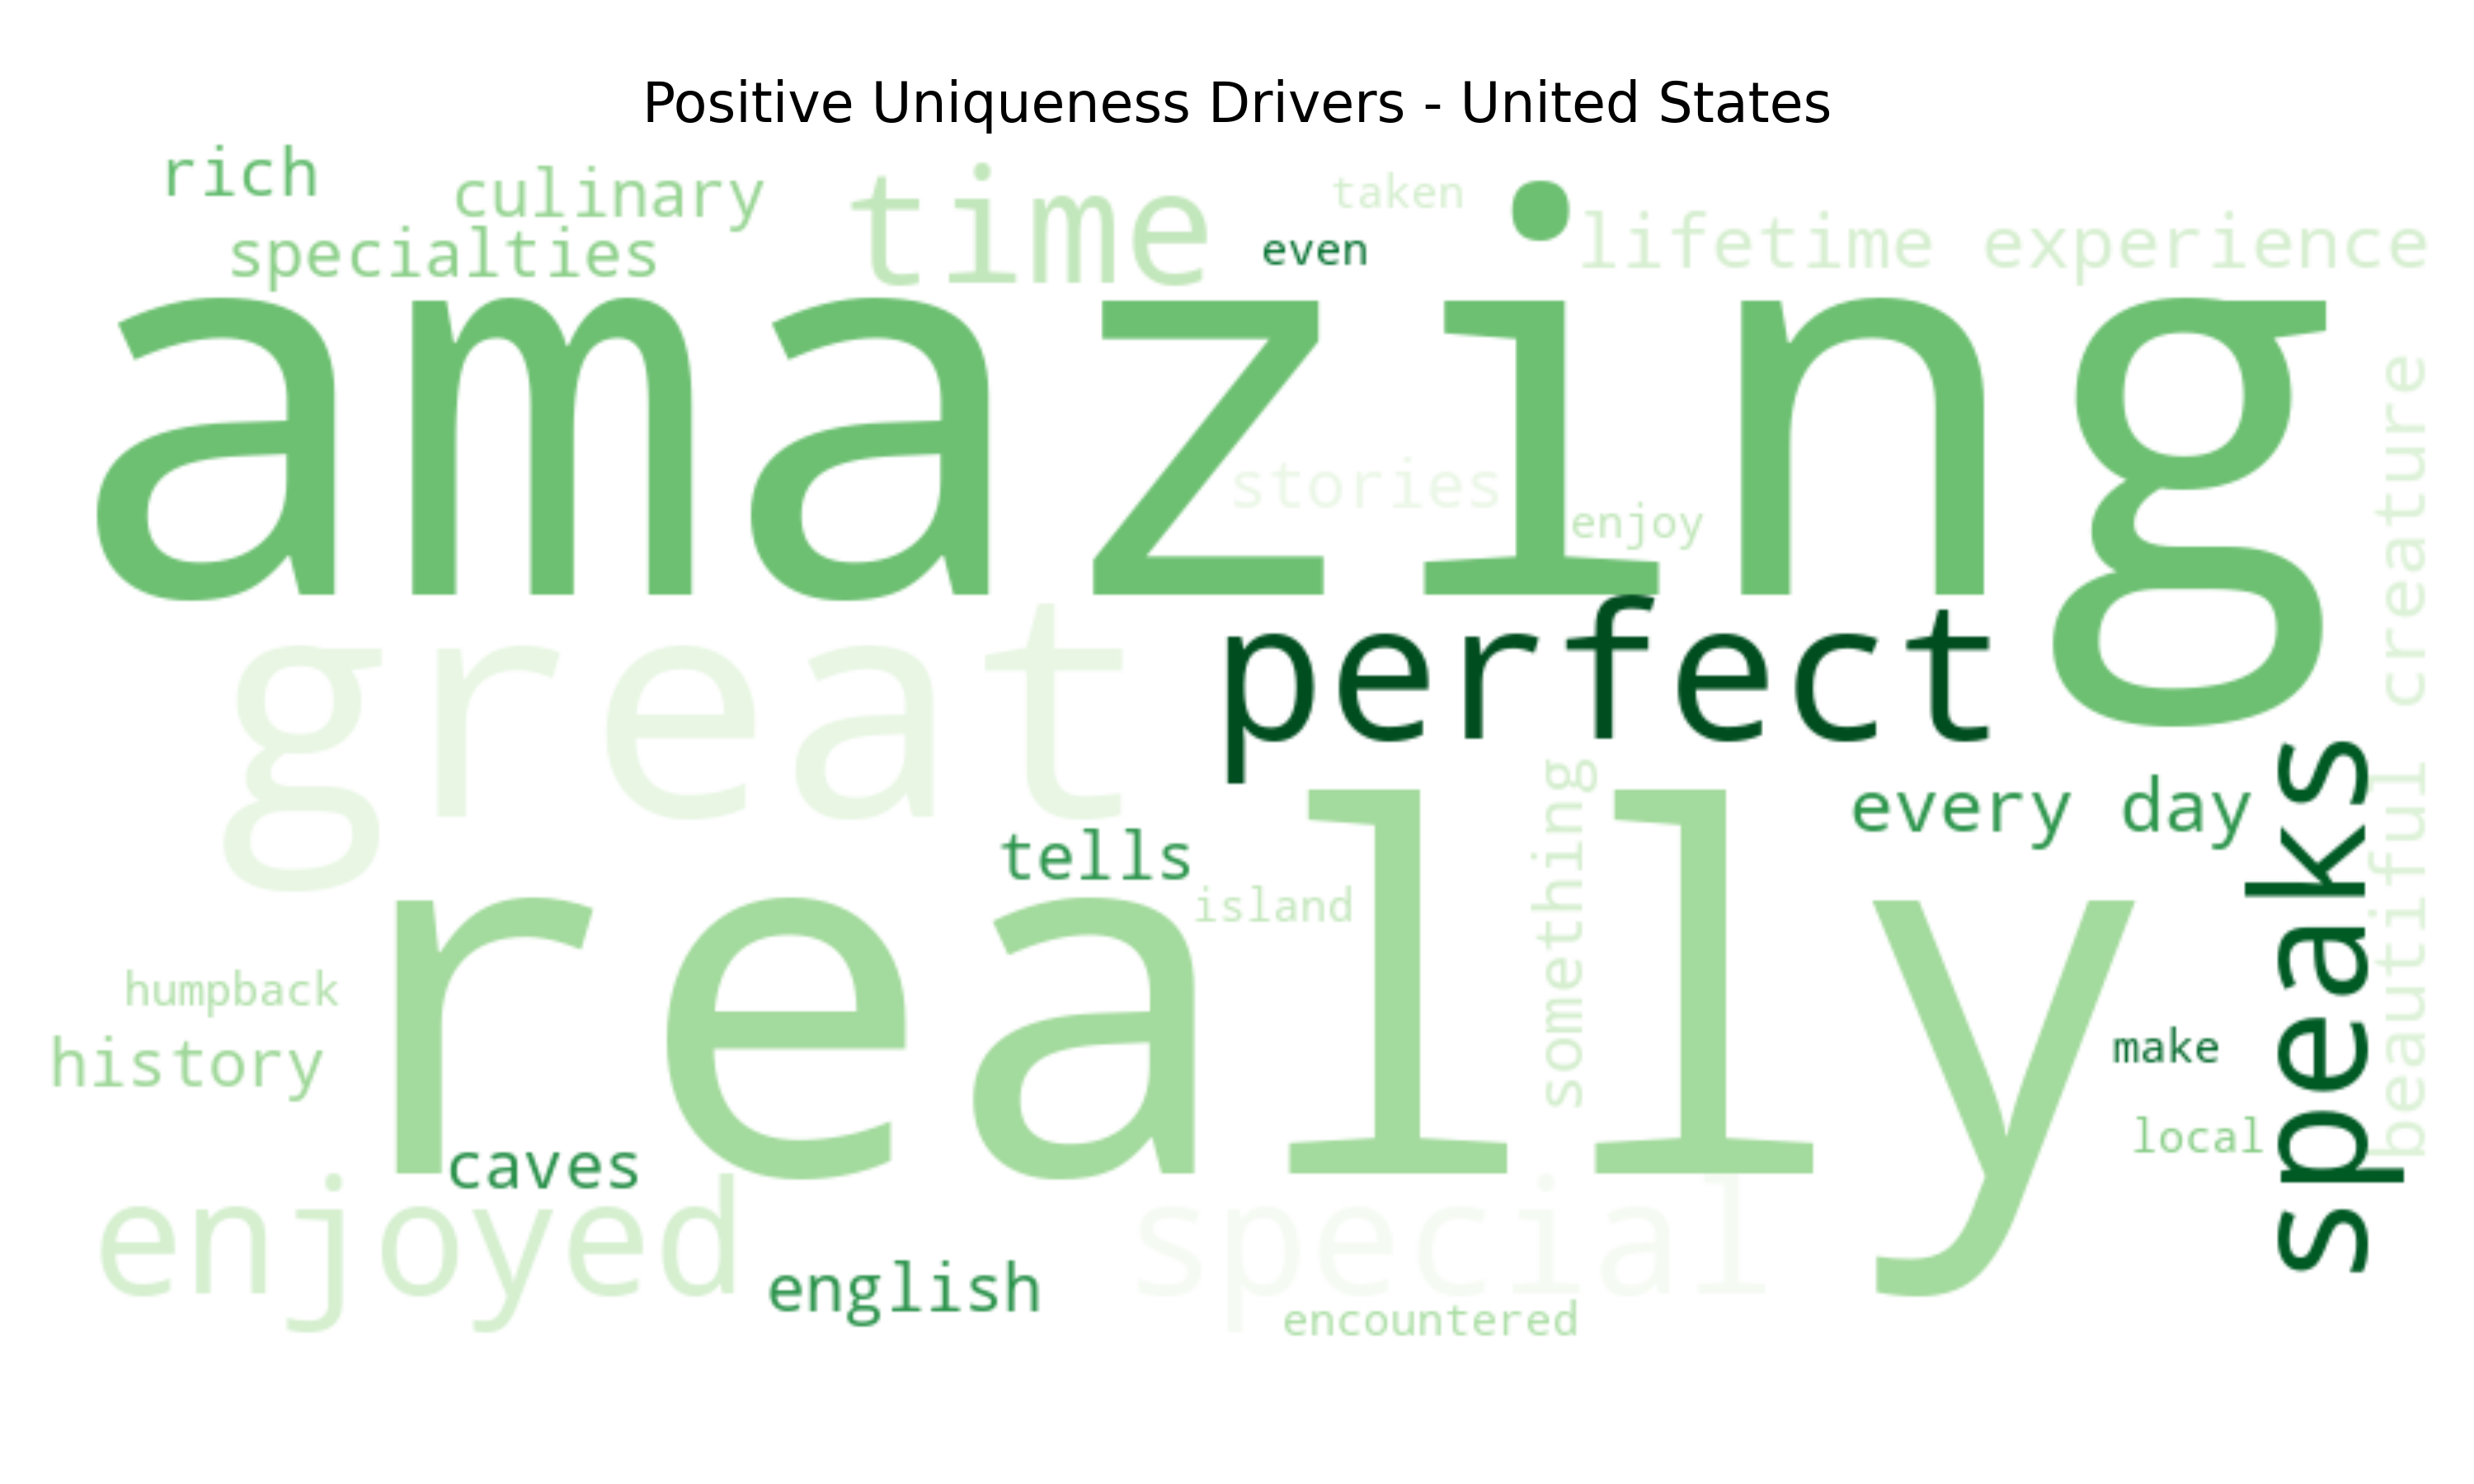 Positive Uniqueness Drivers - United States
rich
culinary
time
taken
specialties
even
lifetime experience
amazing
stories
enjoy
beautiful creature
great
perfect
something
every day
tells
speaks
island
really
humpback
history
make
local
caves
enjoyed
special
english
encountered